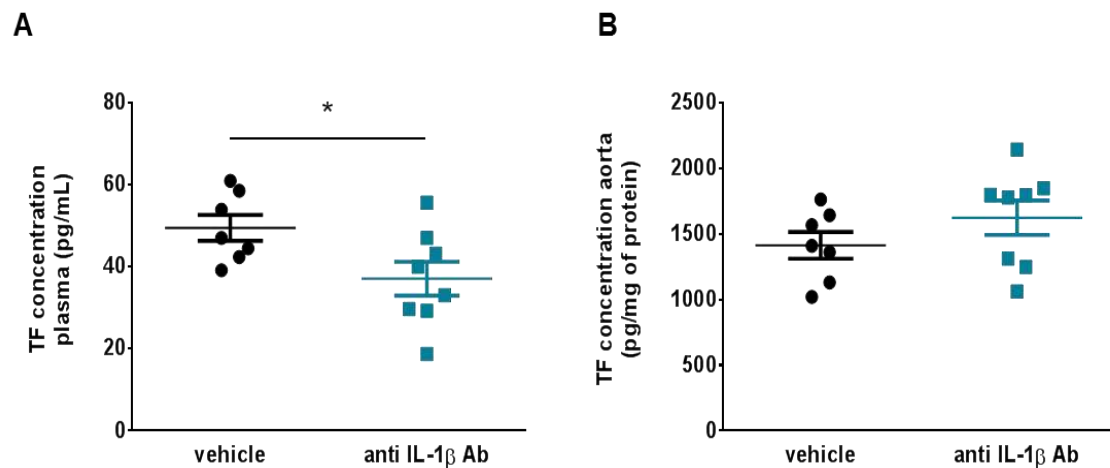 A
TF concentration
plasma (pg/mL)
80
60
40
20
0
*
vehicle
anti IL-1β Ab
B
TF concentration aorta
(pg/mg of protein)
2500
2000
1500
1000
500
0
vehicle
anti IL-1β Ab